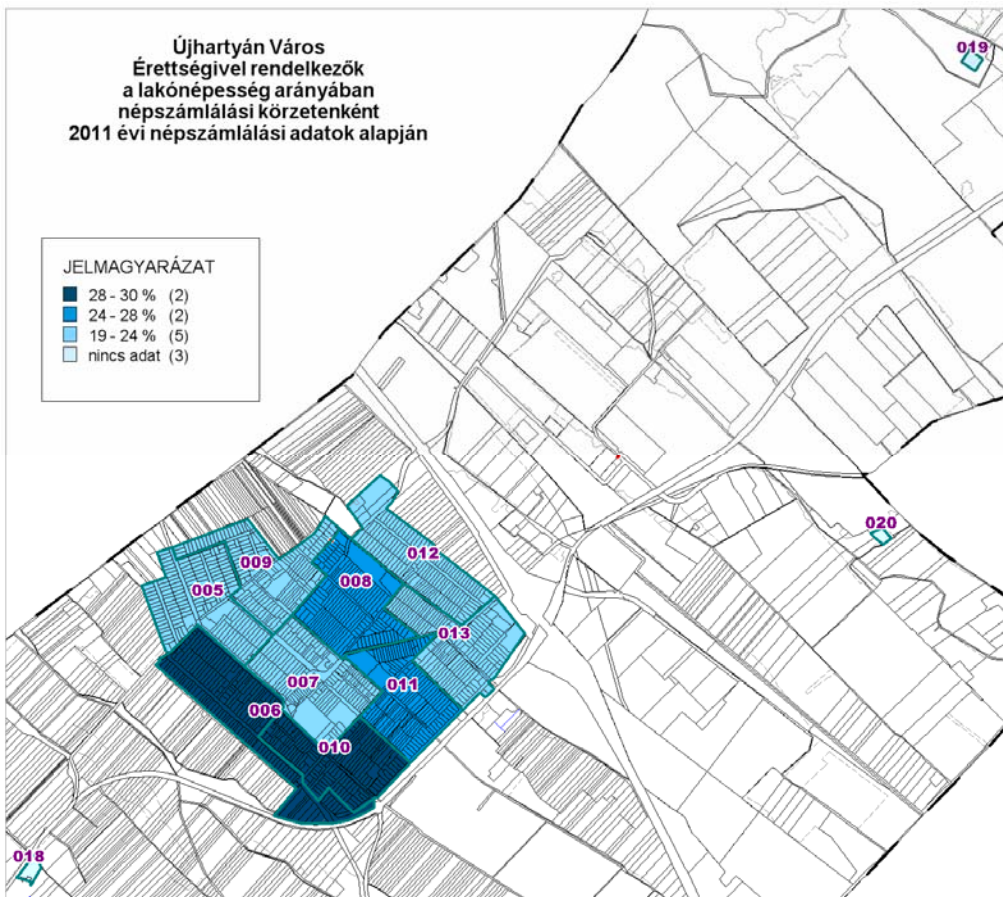 Újhartyán Város
Érettségivel rendelkezők
a lakónépesség arányában
népszámlálási körzetenként
2011 évi népszámlálási adatok alapján
019
JELMAGYARÁZAT
28 - 30 % (2)
24 - 28 % (2)
19 - 24 % (5)
nincs adat (3)
020
012
009
008
005
013
007
011
006
010
018